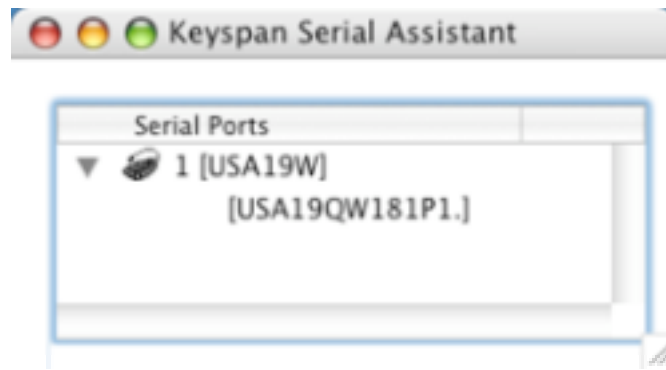 Keyspan Serial Assistant
Serial Ports
1 [USA19W]
[USA19QW181P1.]